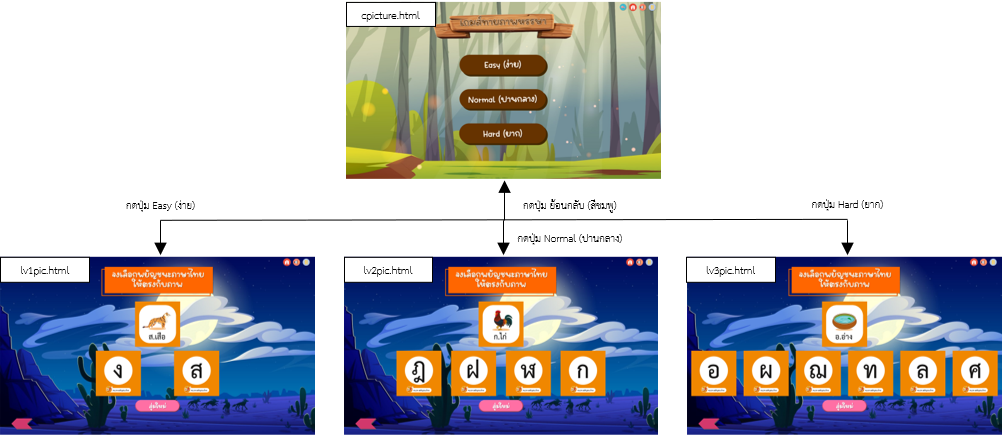 cpicture.html
เกมส์ทายภาพหรรษา
Easy (ง่าย)
Normal (ปานกลาง)
Hard (ยาก)
กดปุ่ม Easy (ง่าย)
กดปุ่ม ย้อนกลับ (สีชมพู)
กดปุ่ม Hard (ยาก)
กดปุ่ม Normal (ปานกลาง)
lv1pic.html
จงเลือกพยัญชนะภาษาไทย
ให้ตรงกับภาพ
ส.เสือ
ง
ส
สุ่มใหม่
lv2pic.html
จงเลือกพยัญชนะภาษาไทย
ให้ตรงกับภาพ
ก.ไก่
ฎ
ฝ
ฬ
ก
สุ่มใหม่
lv3pic.html
จงเลือกพยัญชนะภาษาไทย
ให้ตรงกับภาพ
อ.อ่าง
อ
ผ
ฌ
ท
ล
ศ
สุ่มใหม่